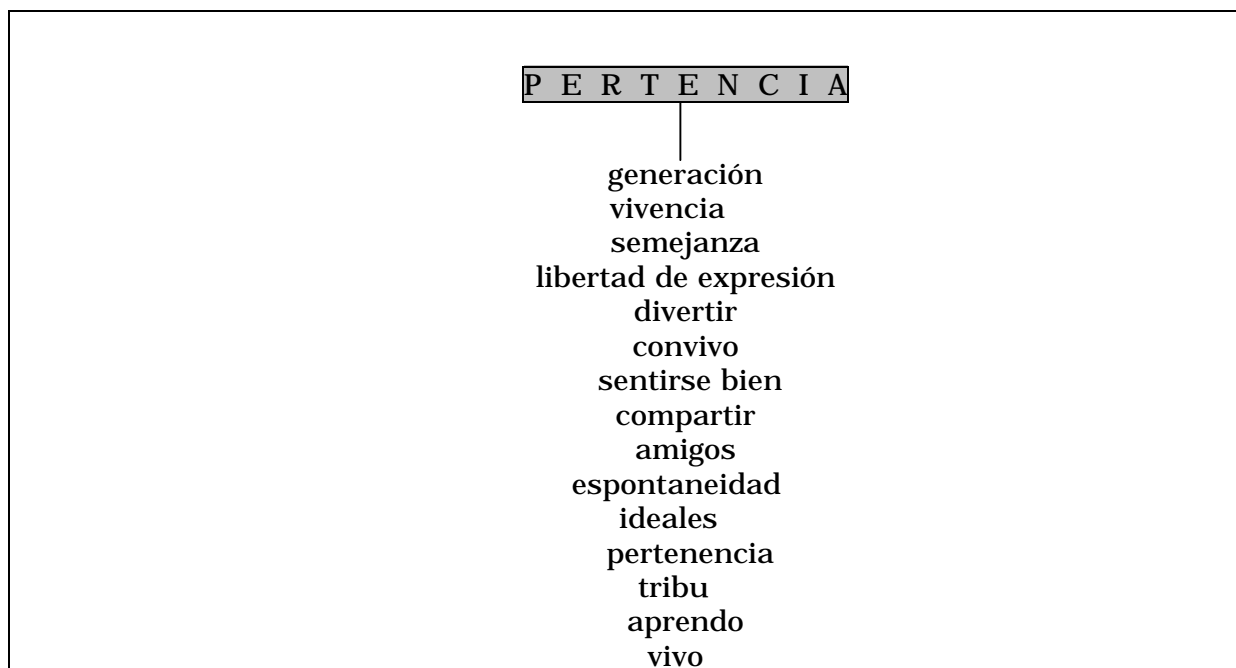 P E R T E N C I A
generación
vivencia
semejanza
libertad de expresión
divertir
convivo
sentirse bien
compartir
amigos
espontaneidad
ideales
pertenencia
tribu
aprendo
vivo